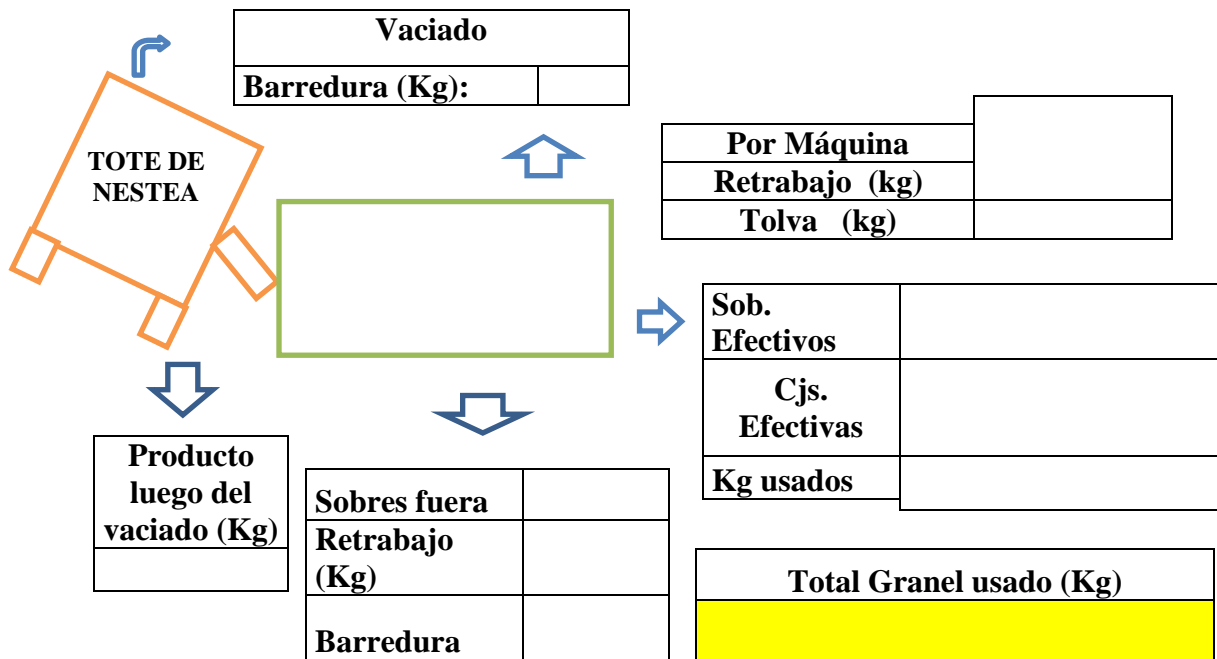 Vaciado
Barredura (Kg):
TOTE DE
NESTEA
Por Máquina
Retrabajo (kg)
Tolva (kg)
Sob.
Efectivos
Cjs.
Efectivas
Kg usados
Producto
luego del
vaciado (Kg)
Sobres fuera
Retrabajo
(Kg)
Barredura
Total Granel usado (Kg)